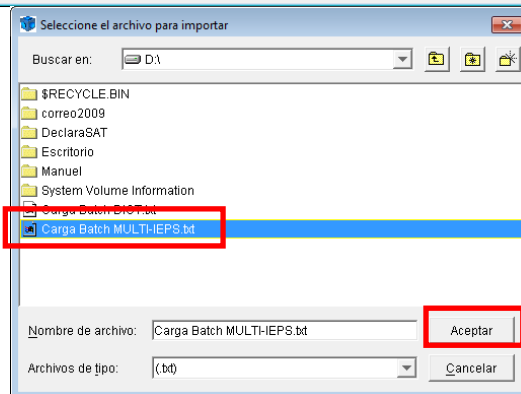 Seleccione el archivo para importar
Buscar en: D:\
$RECYCLE.BIN
correo2009
DeclaraSAT
Escritorio
Manuel
System Volume Information
Carga Batch DICT.txt
Carga Batch MULTI-IEPS.txt
Nombre de archivo: Carga Batch MULTI-IEPS.txt Aceptar
Archivos de tipo: (.txt) Cancelar